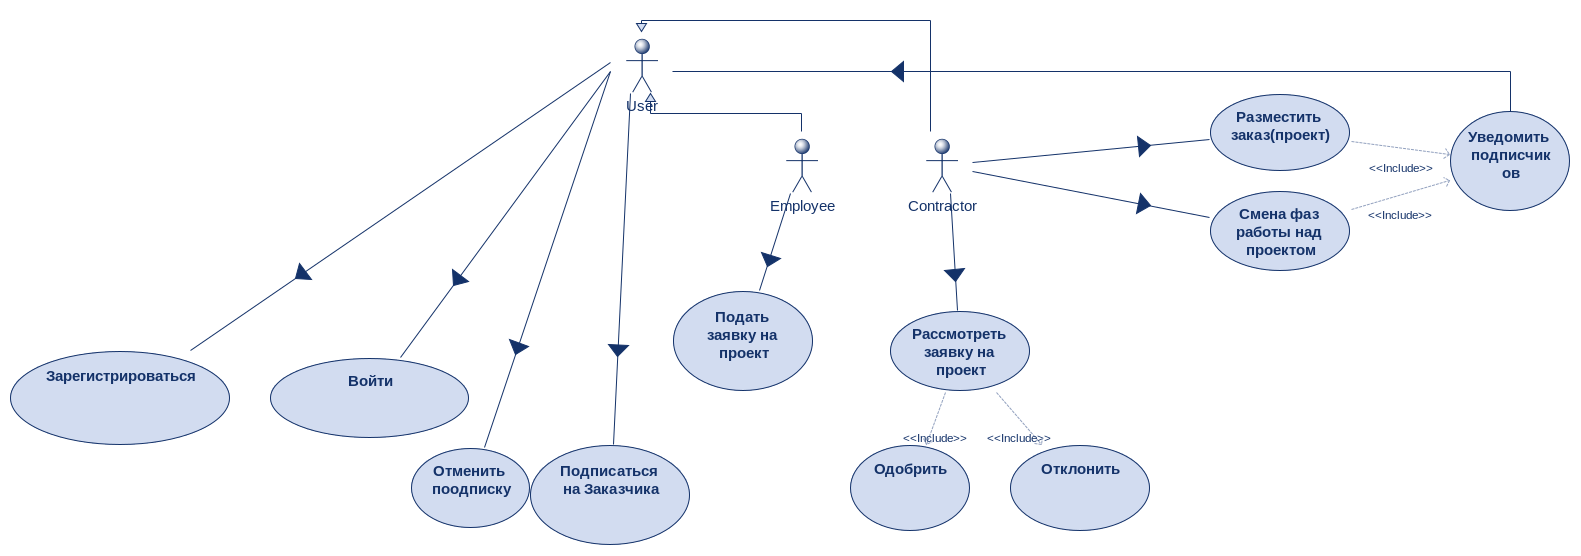 User
Employee
Contractor
Разместить
заказ(проект)
<<Include>>
Уведомить
подписчик
ов
Смена фаз
работы над
проектом
<<Include>>
Зарегистрироваться
Войти
Отменить
поодписку
Подписаться
на Заказчика
Подать
заявку на
проект
Рассмотреть
заявку на
проект
<<Include>>
<<Include>>
Одобрить
Отклонить